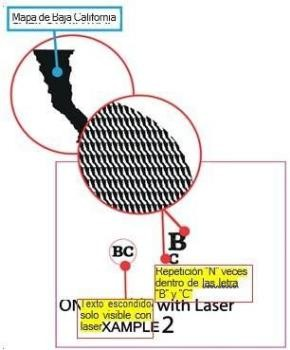 Mapa de Baja California
B
C
BC
Repetición "N" veces
dentro de las letra
"B" y "C"
Texto escondido
solo visible con
laser
ON with Laser
XAMPLE 2